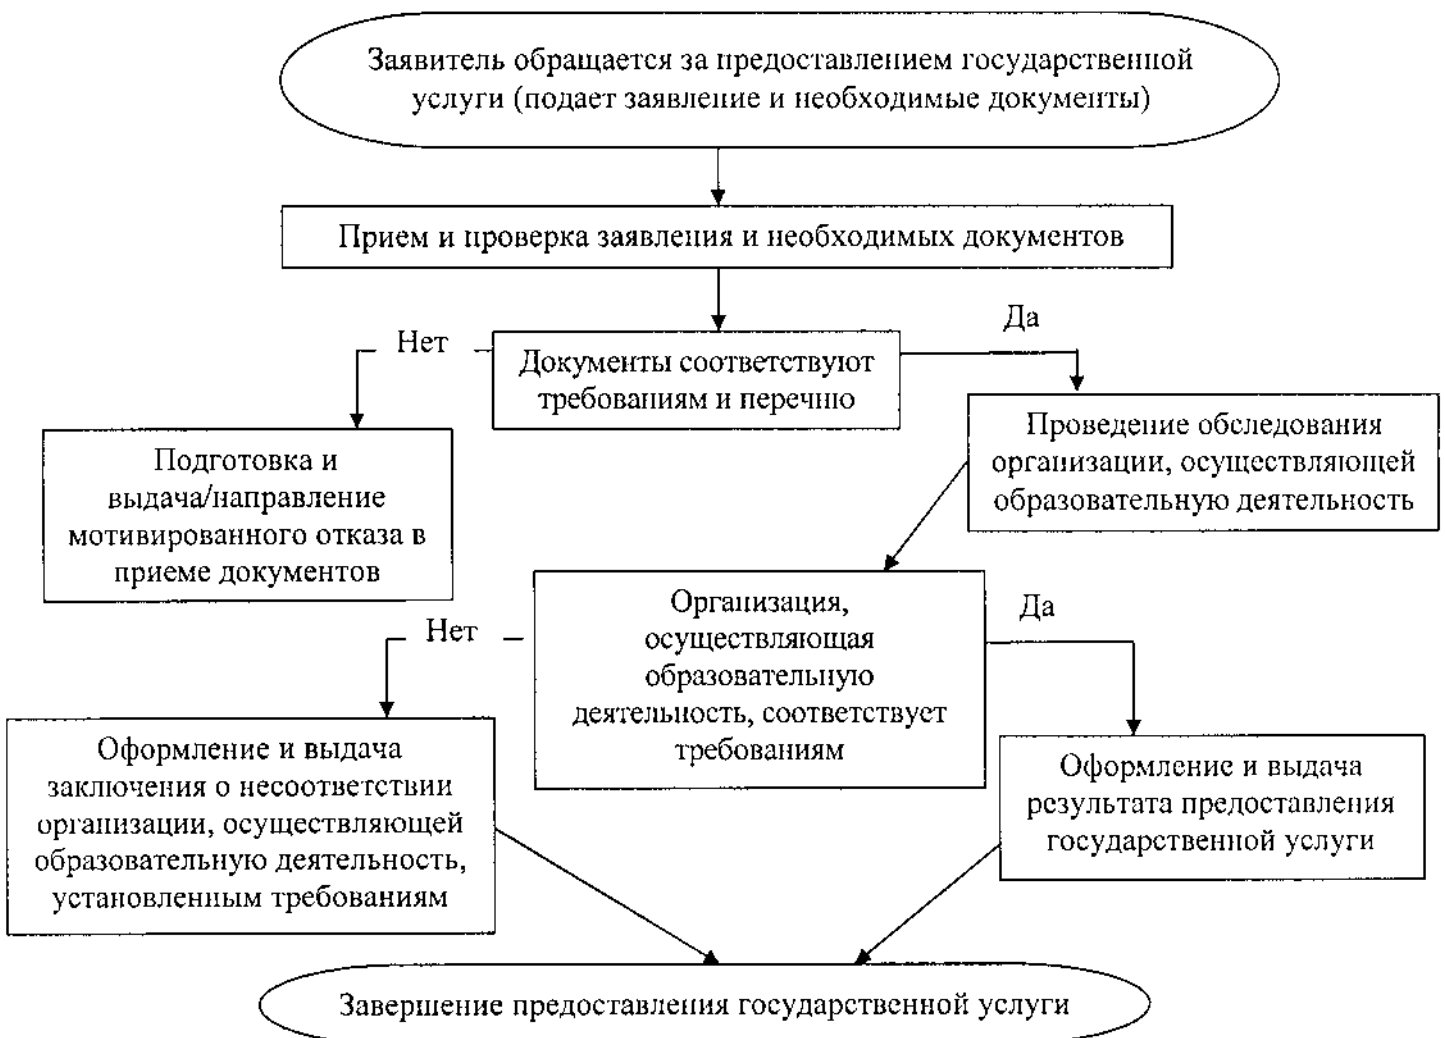 Заявитель обращается за предоставлением государственной
услуги (подает заявление и необходимые документы)
Прием и проверка заявления и необходимых документов
Нет
Да
Документы соответствуют
требованиям и перечню
Подготовка и
выдача/направление
мотивированного отказа в
приеме документов
Проведение обследования
организации, осуществляющей
образовательную деятельность
Нет
Да
Организация,
осуществляющая
образовательную
деятельность, соответствует
требованиям
Оформление и выдача
заключения о несоответствии
организации, осуществляющей
образовательную деятельность,
установленным требованиям
Оформление и выдача
результата предоставления
государственной услуги
Завершение предоставления государственной услуги